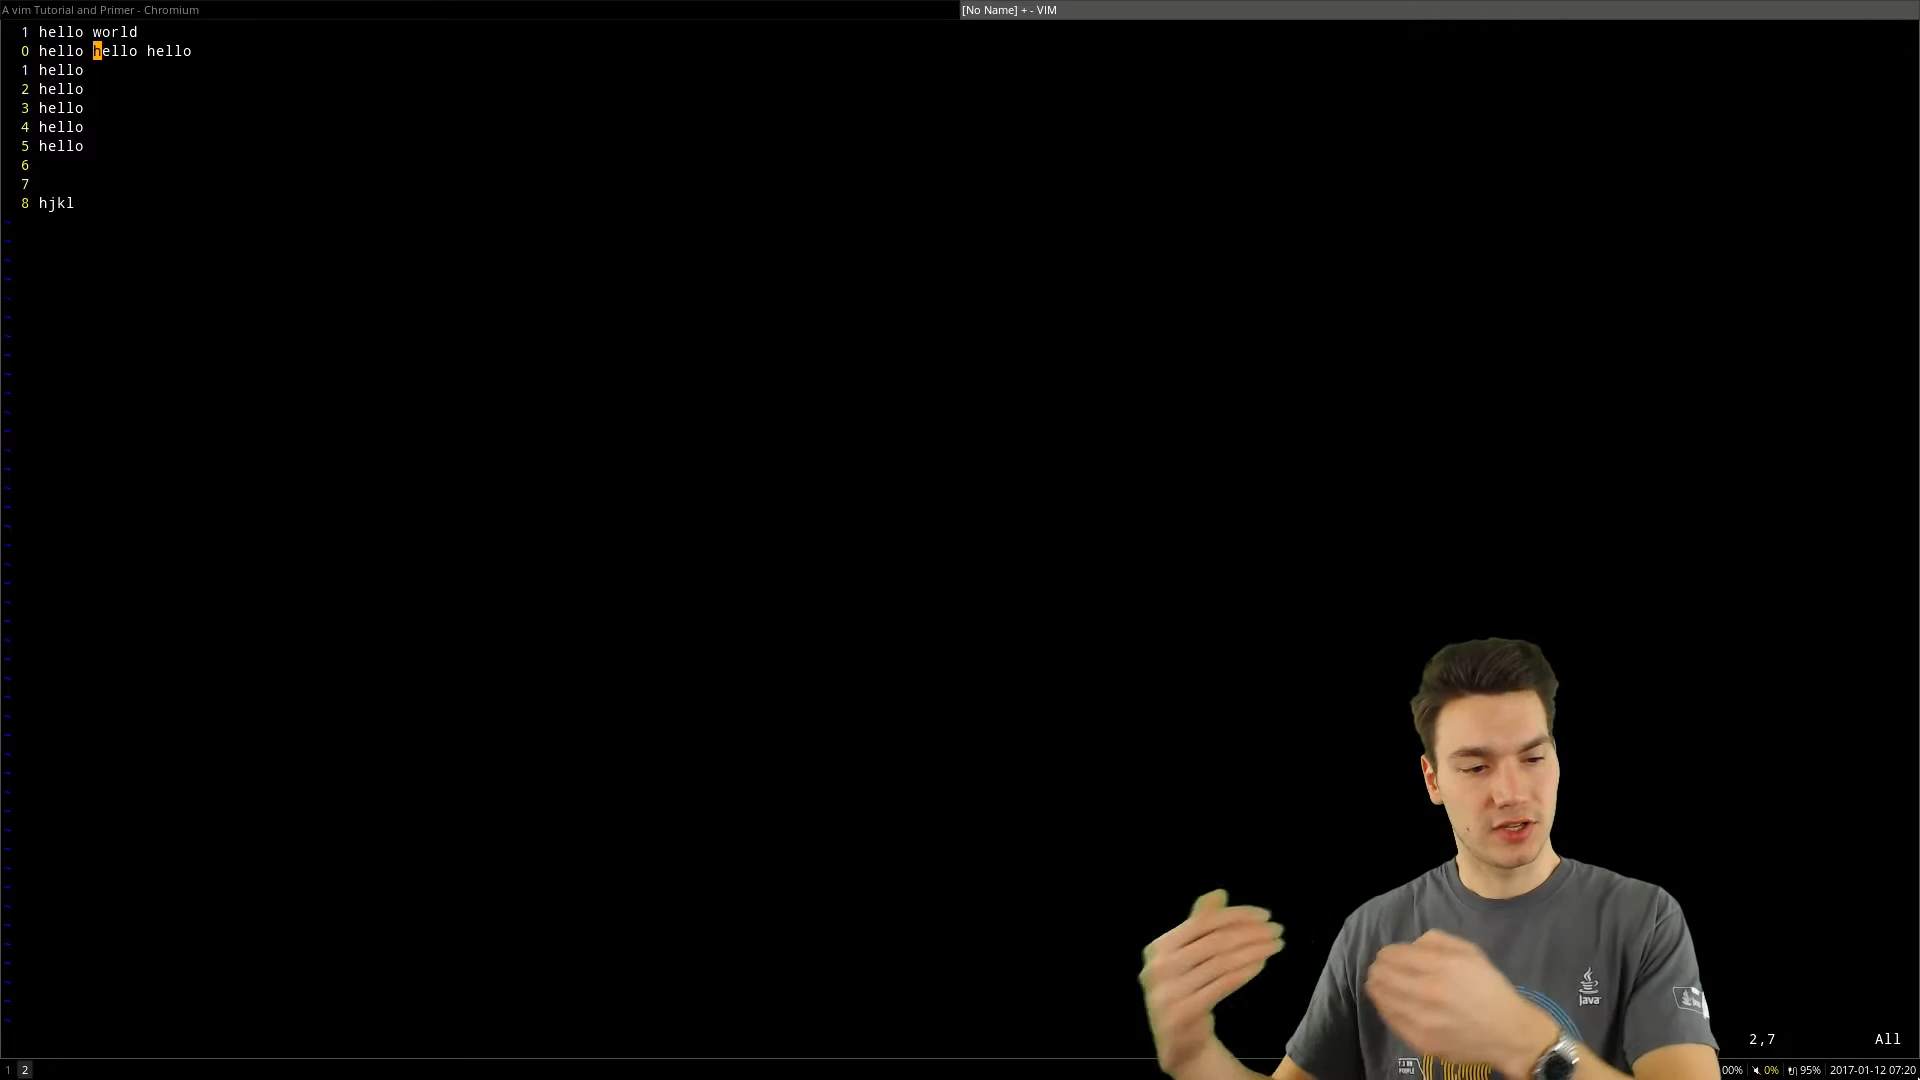 A vim Tutorial and Primer - Chromium
[No Name] + - VIM
1 hello world
0 hello hello hello
1 hello
2 hello
3 hello
4 hello
5 hello
6
7
8 hjkl
Java
2,7 All
1 2
00% 0% 95% 2017-01-12 07:20